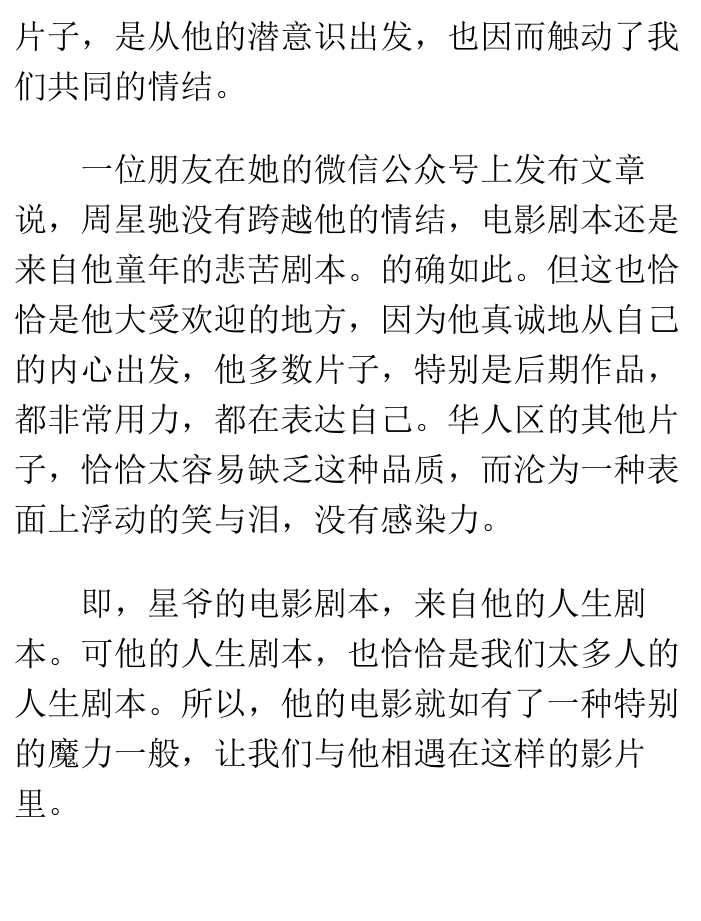 片子，是从他的潜意识出发，也因而触动了我
们共同的情结。
一位朋友在她的微信公众号上发布文章
说，周星驰没有跨越他的情结，电影剧本还是
来自他童年的悲苦剧本。的确如此。但这也恰
恰是他大受欢迎的地方，因为他真诚地从自己
的内心出发，他多数片子，特别是后期作品，
都非常用力，都在表达自己。华人区的其他片
子，恰恰太容易缺乏这种品质，而沦为一种表
面上浮动的笑与泪，没有感染力。
即，星爷的电影剧本，来自他的人生剧
本。可他的人生剧本，也恰恰是我们太多人的
人生剧本。所以，他的电影就如有了一种特别
的魔力一般，让我们与他相遇在这样的影片
里。